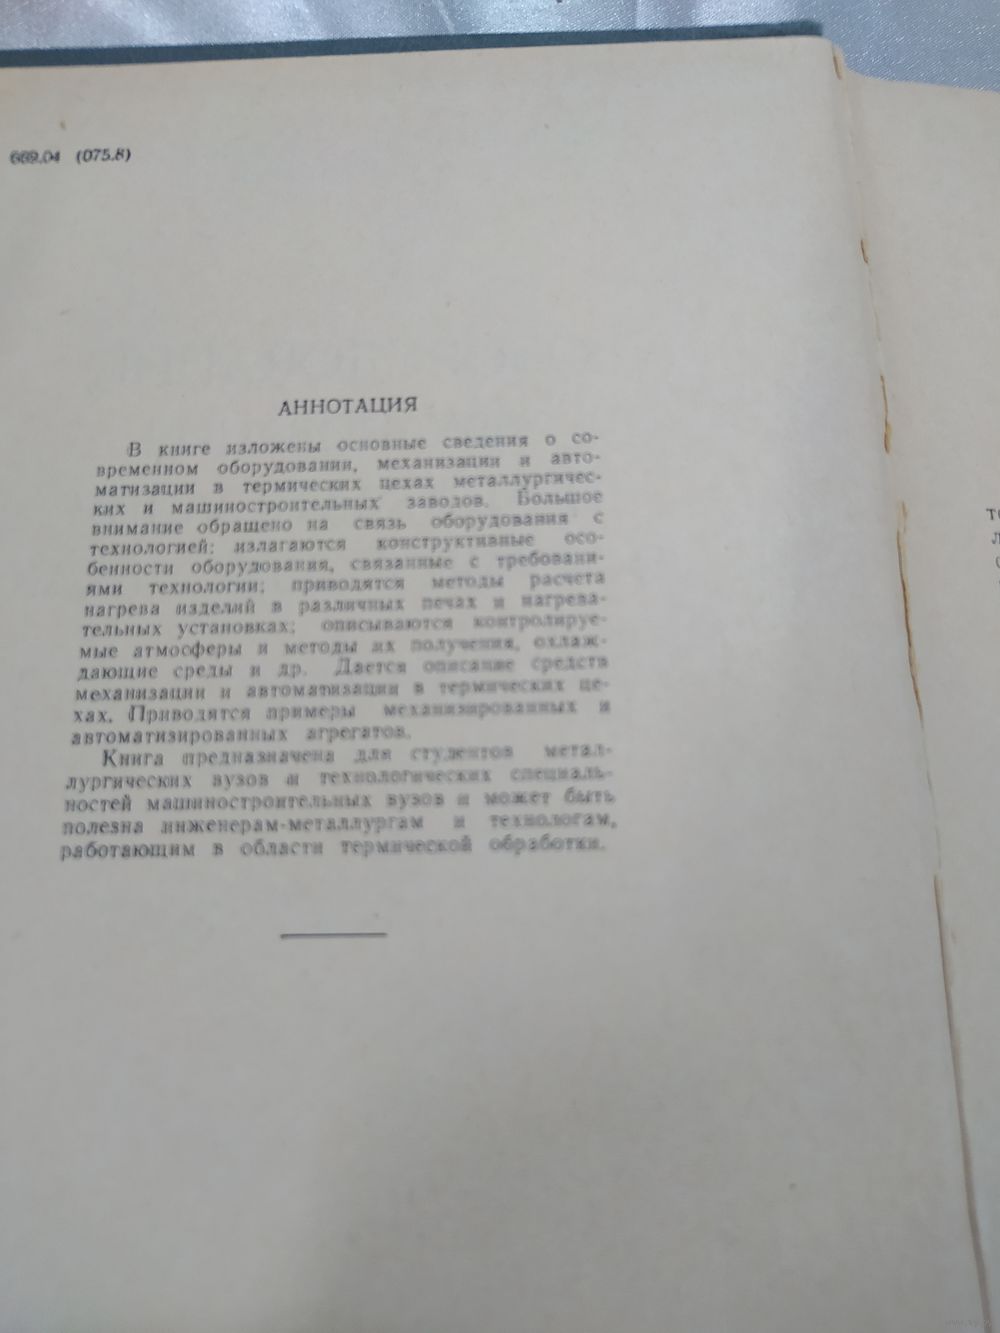 669.04 (075.8)
АННОТАЦИЯ
В книге изложены основные сведения о со-
временном оборудовании, механизации и авто-
матизации в термических цехах металлургичес-
ких и машиностроительных заводов. Большое
внимание обращено на связь оборудования с
технологией; излагаются конструктивные осо-
бенности оборудования, связанные с требовани-
ями технологии; приводятся методы расчета
нагрева изделий в различных печах и нагрева-
тельных установках; описываются контролируе-
мые атмосферы и методы их получения, охлаж-
дающие среды и др. Дается описание средств
механизации и автоматизации в термических це-
хах. Приводятся примеры механизированных и
автоматизированных агрегатов.
Книга предназначена для студентов метал-
лургических вузов и технологических специаль-
ностей машиностроительных вузов и может быть
полезна инженерам-металлургам и технологам,
работающим в области термической обработки.